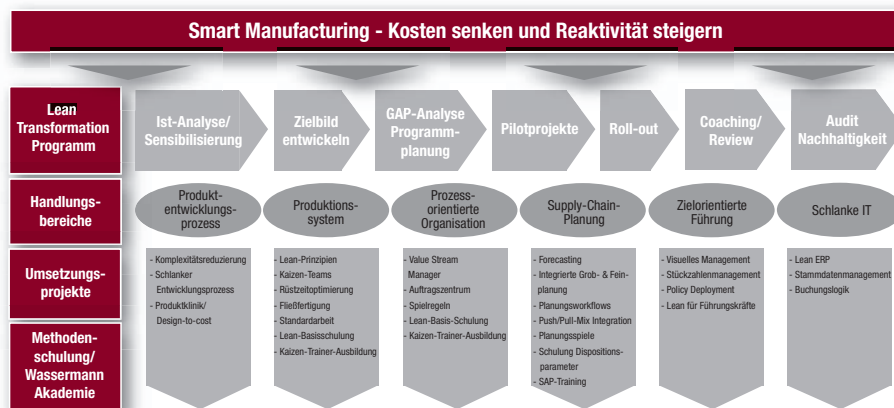 Smart Manufacturing - Kosten senken und Reaktivität steigern
Lean
Transformation
Programm
Ist-Analyse/
Sensibilisierung
Zielbild
entwickeln
GAP-Analyse
Programm-
planung
Pilotprojekte
Roll-out
Coaching/
Review
Audit
Nachhaltigkeit
Handlungs-
bereiche
Produkt-
entwicklungs-
prozess
Produktions-
system
Prozess-
orientierte
Organisation
Supply-Chain-
Planung
Zielorientierte
Führung
Schlanke IT
Umsetzungs-
projekte
Methoden-
schulung/
Wassermann
Akademie
- Komplexitätsreduzierung
- Schlanker
Entwicklungsprozess
- Produktklinik/
Design-to-cost
- Lean-Prinzipien
- Kaizen-Teams
- Rüstzeitoptimierung
- Fließfertigung
- Standardarbeit
- Lean-Basisschulung
- Kaizen-Trainer-Ausbildung
- Value Stream
Manager
- Auftragszentrum
- Spielregeln
- Lean-Basis-Schulung
- Kaizen-Trainer-Ausbildung
- Forecasting
- Integrierte Grob- & Fein-
planung
- Planungsworkflows
- Push/Pull-Mix Integration
- Planungsspiele
- Schulung Dispositions-
parameter
- SAP-Training
- Visuelles Management
- Stückzahlenmanagement
- Policy Deployment
- Lean für Führungskräfte
- Lean ERP
- Stammdatenmanagement
- Buchungslogik